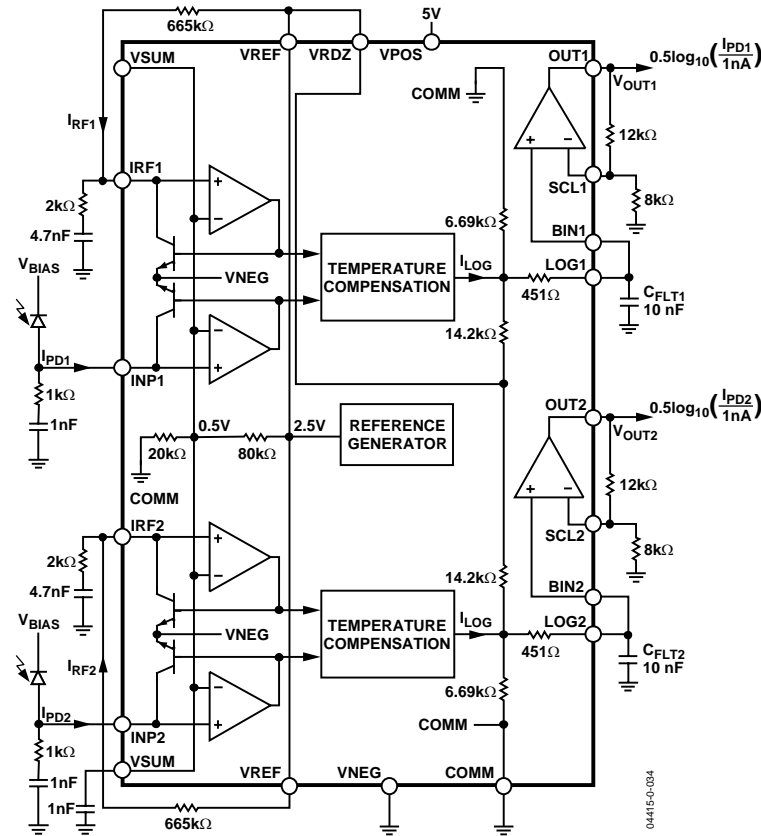 665kΩ
5V
VREF
VRDZ
VPOS
VSUM
OUT1
0.5log10(IPD1/1nA)
VOUT1
COMM
IRF1
12kΩ
IRF1
SCL1
2kΩ
8kΩ
4.7nF
6.69kΩ
BIN1
VBIAS
VNEG
TEMPERATURE
COMPENSATION
ILOG
LOG1
451Ω
CFLT1
10 nF
14.2kΩ
IPD1
INP1
1kΩ
1nF
OUT2
0.5log10(IPD2/1nA)
VOUT2
0.5V
2.5V
REFERENCE
GENERATOR
20kΩ
80kΩ
COMM
12kΩ
IRF2
SCL2
2kΩ
8kΩ
4.7nF
14.2kΩ
BIN2
VBIAS
VNEG
TEMPERATURE
COMPENSATION
ILOG
LOG2
451Ω
CFLT2
10 nF
IRF2
6.69kΩ
IPD2
INP2
COMM
1kΩ
VSUM
1nF
VREF
VNEG
COMM
1nF
665kΩ
04415-0-034